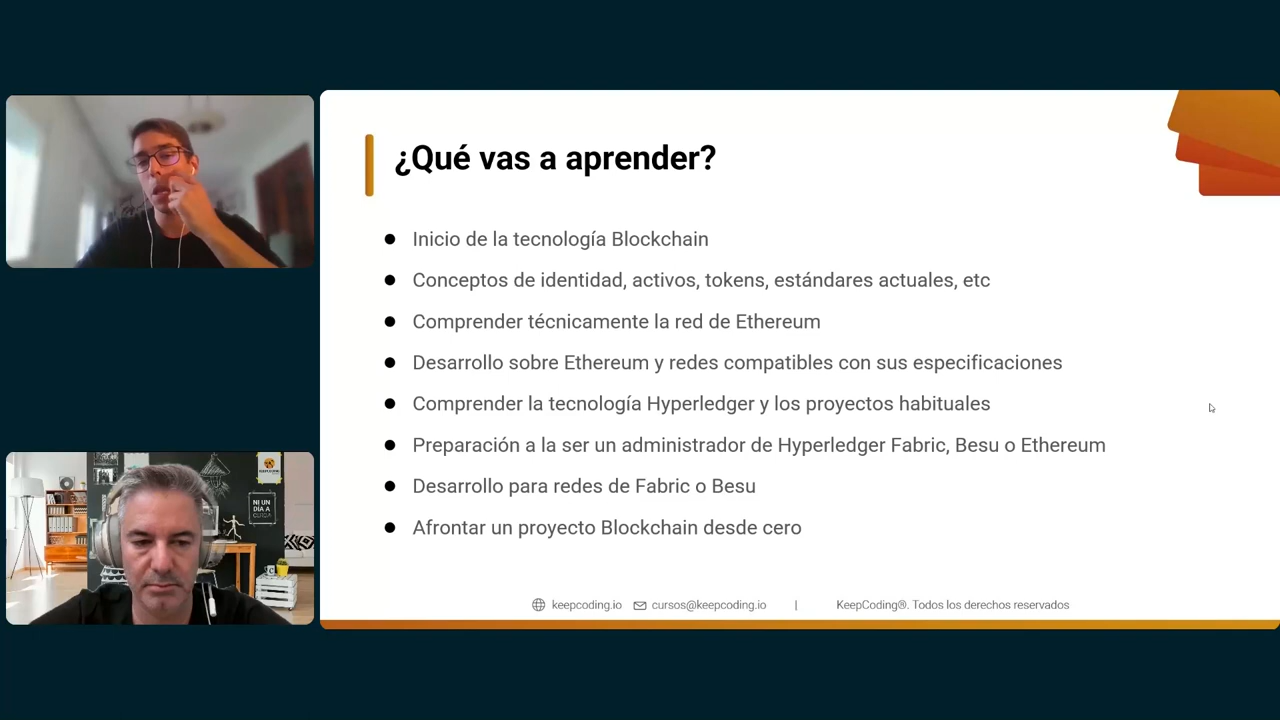 ¿Qué vas a aprender?
Inicio de la tecnología Blockchain
Conceptos de identidad, activos, tokens, estándares actuales, etc
Comprender técnicamente la red de Ethereum
Desarrollo sobre Ethereum y redes compatibles con sus especificaciones
Comprender la tecnología Hyperledger y los proyectos habituales
Preparación a la ser un administrador de Hyperledger Fabric, Besu o Ethereum
Desarrollo para redes de Fabric o Besu
Afrontar un proyecto Blockchain desde cero
keepcoding.io cursos@keepcoding.io | KeepCoding®. Todos los derechos reservados
NI UN
DÍA A